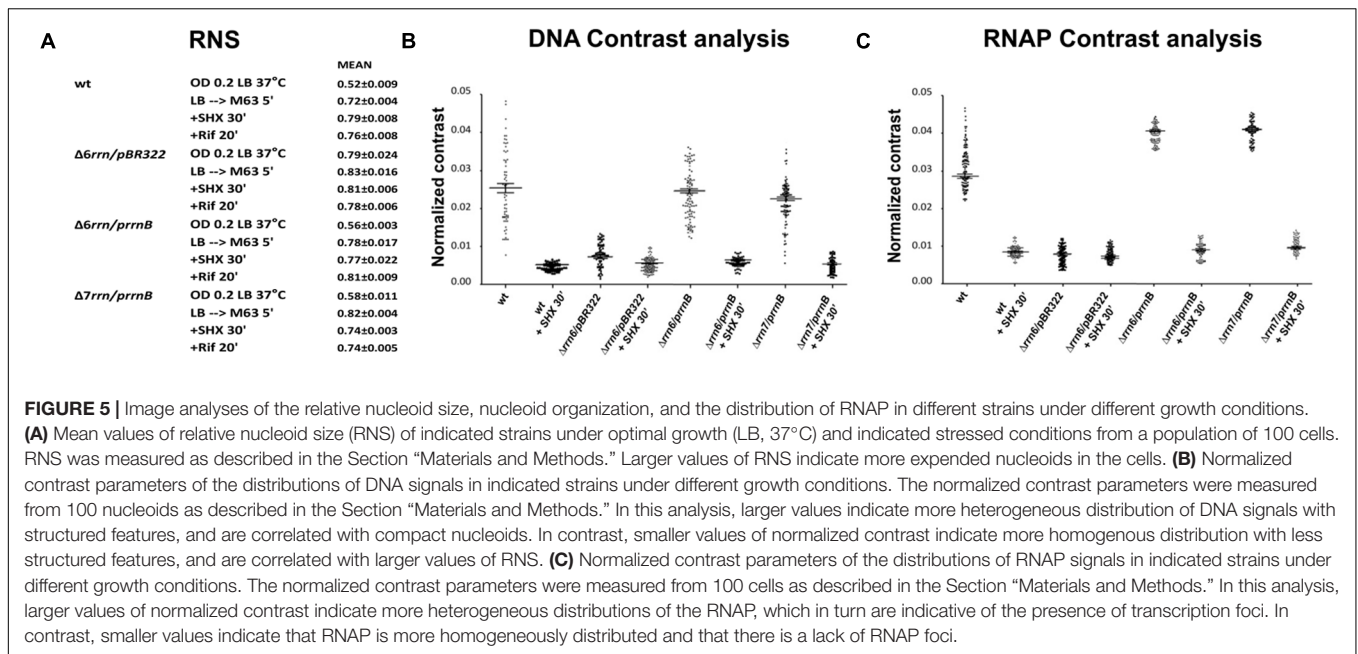 A
RNS
MEAN
wt OD 0.2 LB 37°C 0.52±0.009
LB --> M63 5' 0.72±0.004
+SHX 30' 0.79±0.008
+Rif 20' 0.76±0.008
Δ6rrn/pBR322 OD 0.2 LB 37°C 0.79±0.024
LB --> M63 5' 0.83±0.016
+SHX 30' 0.81±0.006
+Rif 20' 0.78±0.006
Δ6rrn/prrnB OD 0.2 LB 37°C 0.56±0.003
LB --> M63 5' 0.78±0.017
+SHX 30' 0.77±0.022
+Rif 20' 0.81±0.009
Δ7rrn/prrnB OD 0.2 LB 37°C 0.58±0.011
LB --> M63 5' 0.82±0.004
+SHX 30' 0.74±0.003
+Rif 20' 0.74±0.005
B
DNA Contrast analysis
Normalized contrast
0.05
0.04
0.03
0.02
0.01
0.00
wt
wt
+ SHX 30'
Δrrn6/pBR322
Δrrn6/pBR322
+ SHX 30'
Δrrn6/prrnB
Δrrn6/prrnB
+ SHX 30'
Δrrn7/prrnB
Δrrn7/prrnB
+ SHX 30'
C
RNAP Contrast analysis
Normalized contrast
0.05
0.04
0.03
0.02
0.01
0.00
wt
wt
+ SHX 30'
Δrrn6/pBR322
Δrrn6/pBR322
+ SHX 30'
Δrrn6/prrnB
Δrrn6/prrnB
+ SHX 30'
Δrrn7/prrnB
Δrrn7/prrnB
+ SHX 30'
FIGURE 5 | Image analyses of the relative nucleoid size, nucleoid organization, and the distribution of RNAP in different strains under different growth conditions.
(A) Mean values of relative nucleoid size (RNS) of indicated strains under optimal growth (LB, 37°C) and indicated stressed conditions from a population of 100 cells.
RNS was measured as described in the Section “Materials and Methods.” Larger values of RNS indicate more expended nucleoids in the cells. (B) Normalized
contrast parameters of the distributions of DNA signals in indicated strains under different growth conditions. The normalized contrast parameters were measured
from 100 nucleoids as described in the Section “Materials and Methods.” In this analysis, larger values indicate more heterogeneous distribution of DNA signals with
structured features, and are correlated with compact nucleoids. In contrast, smaller values of normalized contrast indicate more homogenous distribution with less
structured features, and are correlated with larger values of RNS. (C) Normalized contrast parameters of the distributions of RNAP signals in indicated strains under
different growth conditions. The normalized contrast parameters were measured from 100 cells as described in the Section “Materials and Methods.” In this analysis,
larger values of normalized contrast indicate more heterogeneous distributions of the RNAP, which in turn are indicative of the presence of transcription foci. In
contrast, smaller values indicate that RNAP is more homogeneously distributed and that there is a lack of RNAP foci.